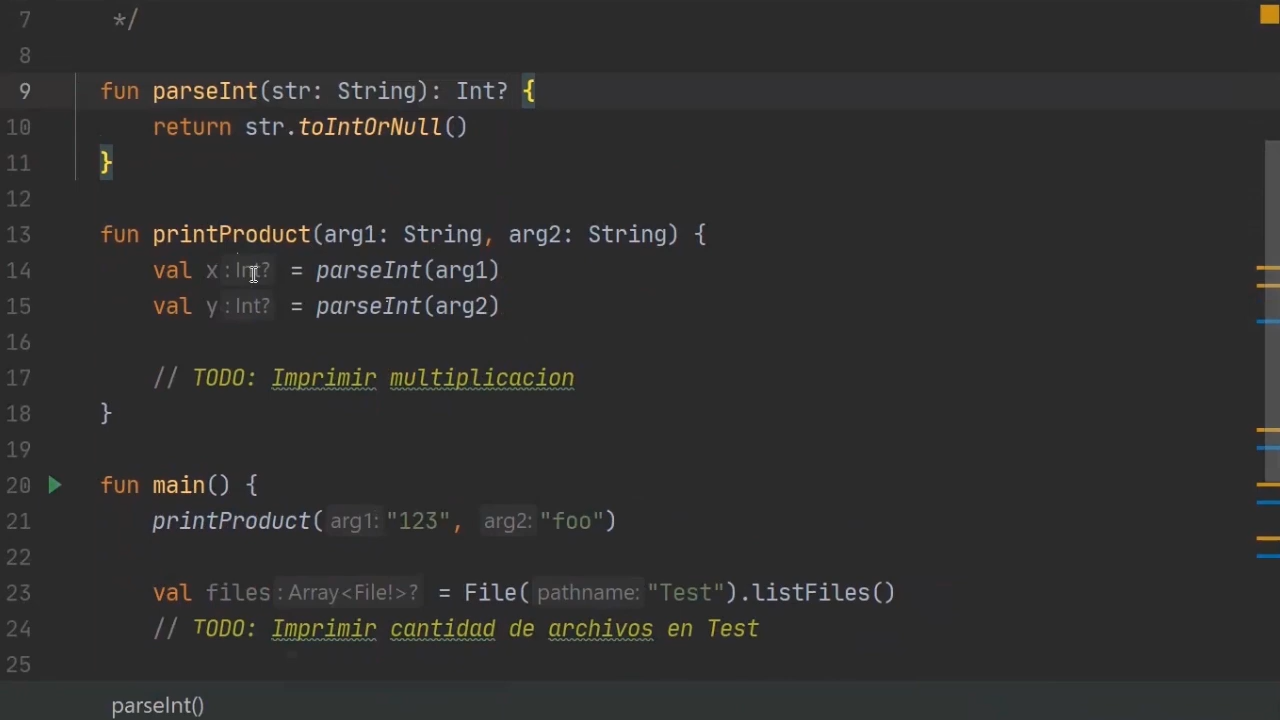 7 */
8
9 fun parseInt(str: String): Int? {
10 return str.toIntOrNull()
11 }
12
13 fun printProduct(arg1: String, arg2: String) {
14 val x : Int? = parseInt(arg1)
15 val y : Int? = parseInt(arg2)
16
17 // TODO: Imprimir multiplicacion
18 }
19
20 fun main() {
21 printProduct( arg1: "123", arg2: "foo")
22
23 val files : Array<File!>? = File( pathname: "Test").listFiles()
24 // TODO: Imprimir cantidad de archivos en Test
25
parseInt()